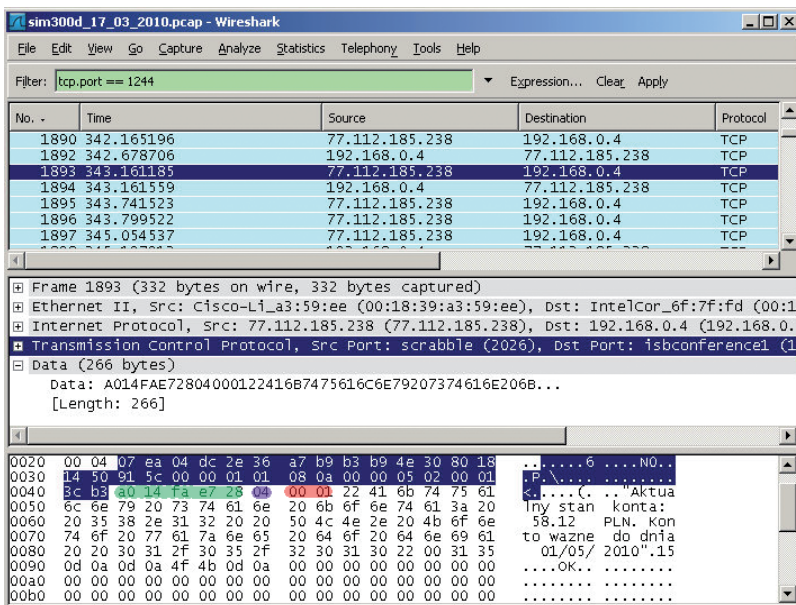 sim300d_17_03_2010.pcap - Wireshark
File Edit View Go Capture Analyze Statistics Telephony Tools Help
Filter: tcp.port == 1244 Expression... Clear Apply
No. - Time Source Destination Protocol
1890 342.165196 77.112.185.238 192.168.0.4 TCP
1892 342.678706 192.168.0.4 77.112.185.238 TCP
1893 343.161185 77.112.185.238 192.168.0.4 TCP
1894 343.161559 192.168.0.4 77.112.185.238 TCP
1895 343.741523 77.112.185.238 192.168.0.4 TCP
1896 343.799522 77.112.185.238 192.168.0.4 TCP
1897 345.054537 77.112.185.238 192.168.0.4 TCP
Frame 1893 (332 bytes on wire, 332 bytes captured)
Ethernet II, Src: Cisco-Li_a3:59:ee (00:18:39:a3:59:ee), Dst: IntelCor_6f:7f:fd (00:1
Internet Protocol, Src: 77.112.185.238 (77.112.185.238), Dst: 192.168.0.4 (192.168.0.
Transmission Control Protocol, Src Port: scrabble (2026), Dst Port: isbconference1 (1
Data (266 bytes)
Data: A014FAE72804000122416B7475616C6E79207374616E206B...
[Length: 266]
0020 00 04 07 ea 04 dc 2e 36 a7 b9 b3 b9 4e 30 80 18 .......6 ....N0..
0030 14 50 91 5c 00 00 01 01 08 0a 00 00 05 02 00 01 .P.\.... ........
0040 3c b3 a0 14 fa e7 28 04 00 01 22 41 6b 74 75 61 <.....(. .."Aktua
0050 6c 6e 79 20 73 74 61 6e 20 6b 6f 6e 74 61 3a 20 lny stan konta:
0060 20 35 38 2e 31 32 20 20 50 4c 4e 2e 20 4b 6f 6e 58.12 PLN. Kon
0070 74 6f 20 77 61 7a 6e 65 20 64 6f 20 64 6e 69 61 to wazne do dnia
0080 20 20 30 31 2f 30 35 2f 32 30 31 30 22 00 31 35 01/05/ 2010".15
0090 0d 0a 0d 0a 4f 4b 0d 0a 00 00 00 00 00 00 00 00 ....OK.. ........
00a0 00 00 00 00 00 00 00 00 00 00 00 00 00 00 00 00 ........ ........
00b0 00 00 00 00 00 00 00 00 00 00 00 00 00 00 00 00 ........ ........